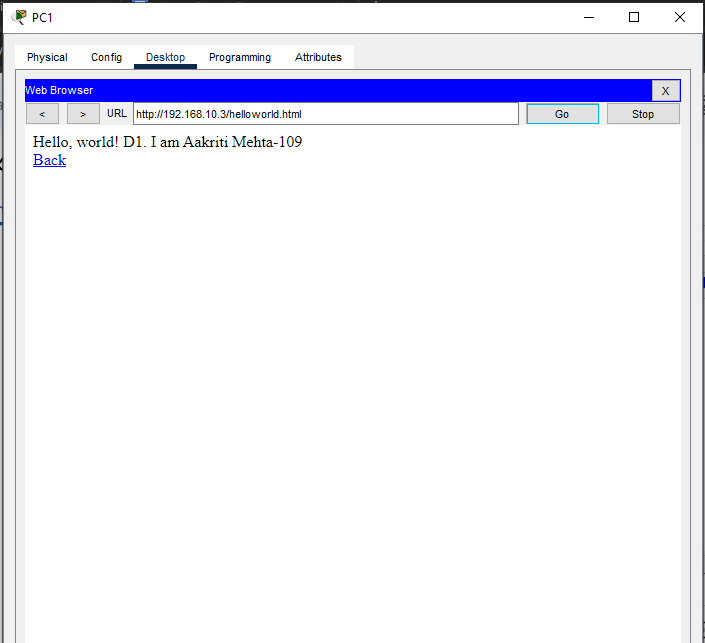 PC1
Physical Config Desktop Programming Attributes
Web Browser X
< > URL http://192.168.10.3/helloworld.html Go Stop
Hello, world! D1. I am Aakriti Mehta-109
Back